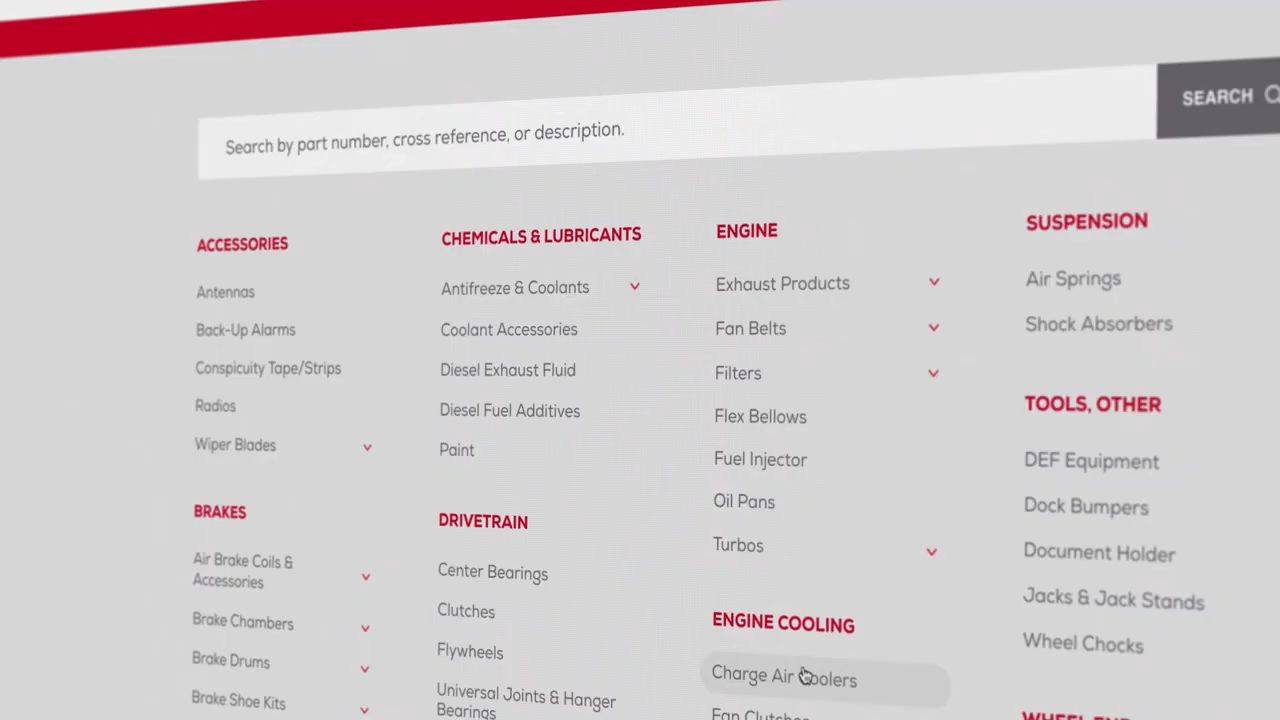 SEARCH
Search by part number, cross reference, or description.
ACCESSORIES
Antennas
Back-Up Alarms
Conspicuity Tape/Strips
Radios
Wiper Blades
BRAKES
Air Brake Coils &
Accessories
Brake Chambers
Brake Drums
Brake Shoe Kits
CHEMICALS & LUBRICANTS
Antifreeze & Coolants
Coolant Accessories
Diesel Exhaust Fluid
Diesel Fuel Additives
Paint
DRIVETRAIN
Center Bearings
Clutches
Flywheels
Universal Joints & Hanger
Bearings
ENGINE
Exhaust Products
Fan Belts
Filters
Flex Bellows
Fuel Injector
Oil Pans
Turbos
ENGINE COOLING
Charge Air Coolers
Fan Clutches
SUSPENSION
Air Springs
Shock Absorbers
TOOLS, OTHER
DEF Equipment
Dock Bumpers
Document Holder
Jacks & Jack Stands
Wheel Chocks
WHEEL END